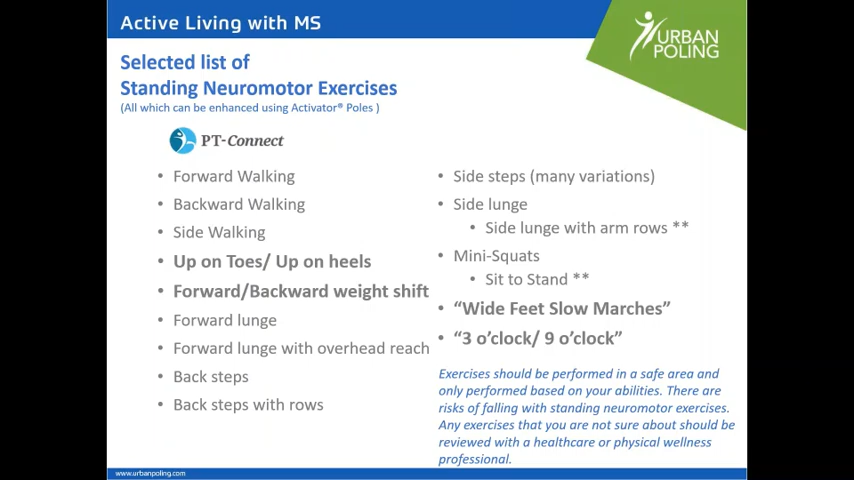 Active Living with MS
URBAN
POLING
Selected list of
Standing Neuromotor Exercises
(All which can be enhanced using Activator® Poles )
PT-Connect
• Forward Walking
• Backward Walking
• Side Walking
• Up on Toes/ Up on heels
• Forward/Backward weight shift
• Forward lunge
• Forward lunge with overhead reach
• Back steps
• Back steps with rows
• Side steps (many variations)
• Side lunge
• Side lunge with arm rows **
• Mini-Squats
• Sit to Stand **
• “Wide Feet Slow Marches”
• “3 o’clock/ 9 o’clock”
Exercises should be performed in a safe area and
only performed based on your abilities. There are
risks of falling with standing neuromotor exercises.
Any exercises that you are not sure about should be
reviewed with a healthcare or physical wellness
professional.
www.urbanpoling.com